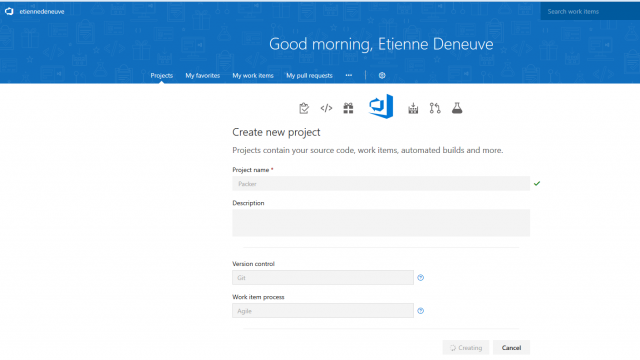 etiennedeneuve
Search work items
Good morning, Etienne Deneuve
Projects My favorites My work items My pull requests •••
</>
Create new project
Projects contain your source code, work items, automated builds and more.
Project name *
Packer
Description
Version control
Git
?
Work item process
Agile
?
Creating Cancel